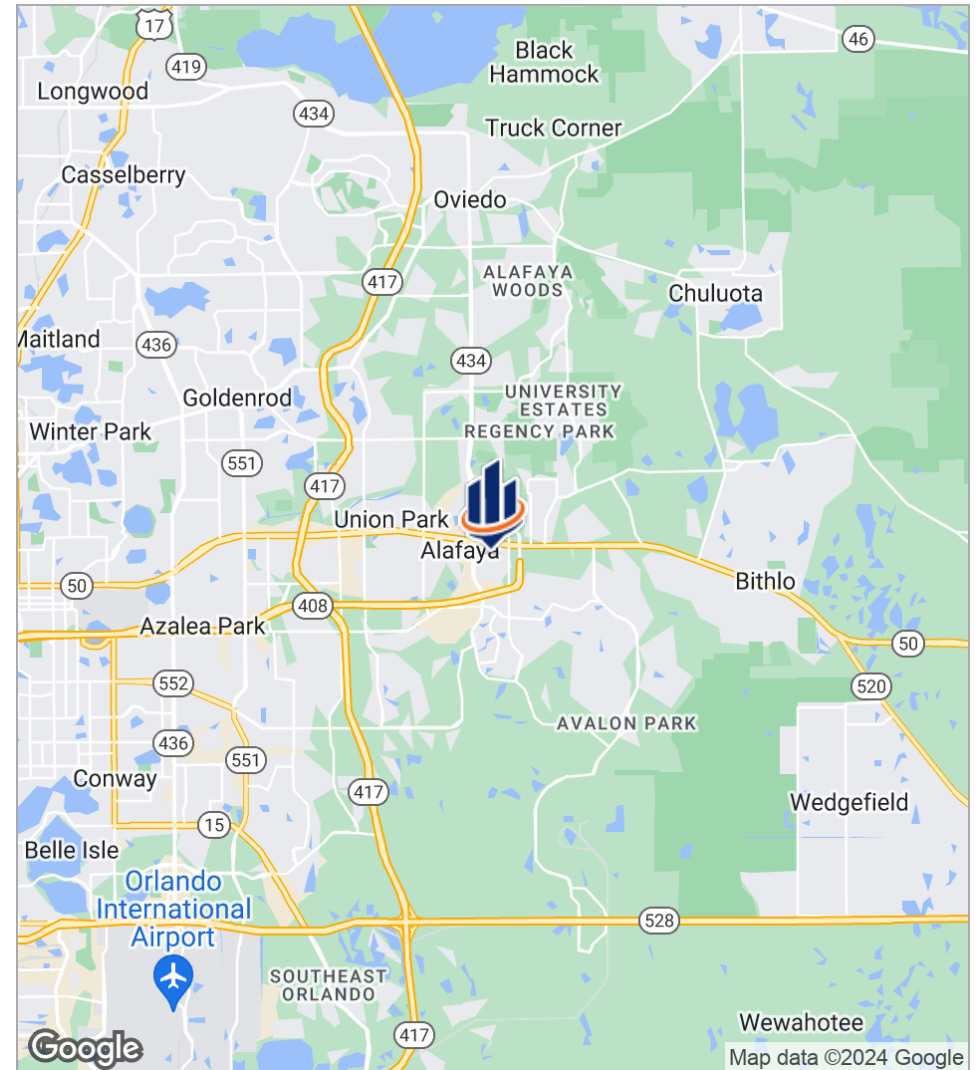 17
46
Black
Hammock
419
Longwood
434
Truck Corner
Casselberry
Oviedo
ALAFAYA
WOODS
417
Chuluota
Maitland
436
434
Goldenrod
UNIVERSITY
ESTATES
Winter Park
REGENCY PARK
551
417
Union Park
Alafaya
50
Bithlo
408
Azalea Park
50
552
520
AVALON PARK
436
551
Conway
417
Wedgefield
15
Belle Isle
Orlando
International
Airport
528
SOUTHEAST
ORLANDO
Wewahotee
417
Google
Map data ©2024 Google